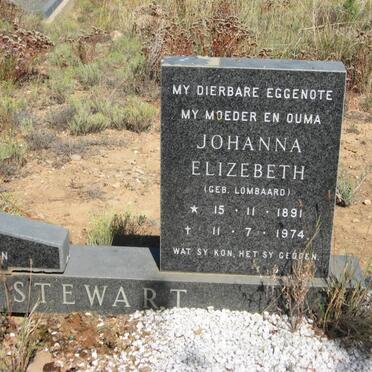 MY DIERBARE EGGENOTE
MY MOEDER EN OUMA
JOHANNA
ELIZEBETH
(GEB. LOMBAARD)
* 15 · 11 · 1891
† 11 · 7 · 1974
WAT SY KON, HET SY GEDOEN.
STEWART